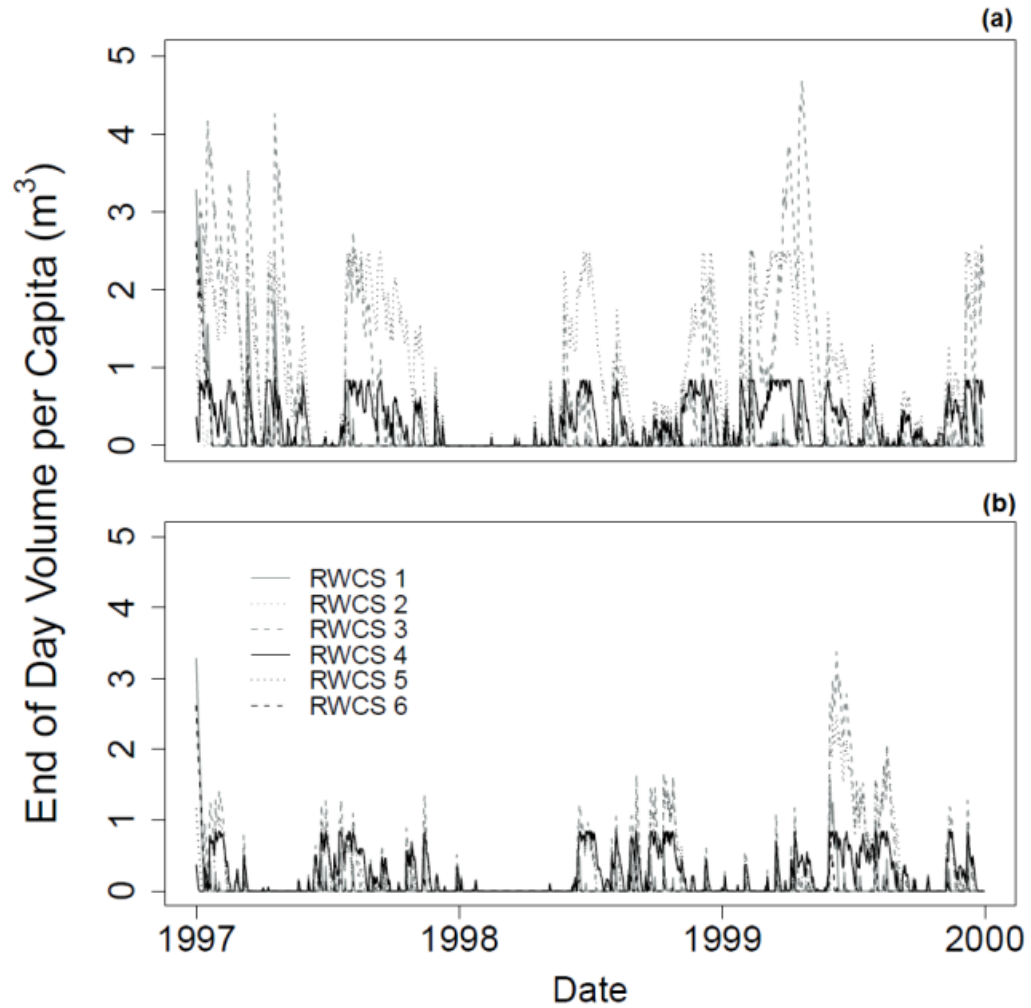 (a)
5
4
3
2
1
0
End of Day Volume per Capita (m³)
(b)
5
4
3
2
1
0
RWCS 1
RWCS 2
RWCS 3
RWCS 4
RWCS 5
RWCS 6
1997 1998 1999 2000
Date